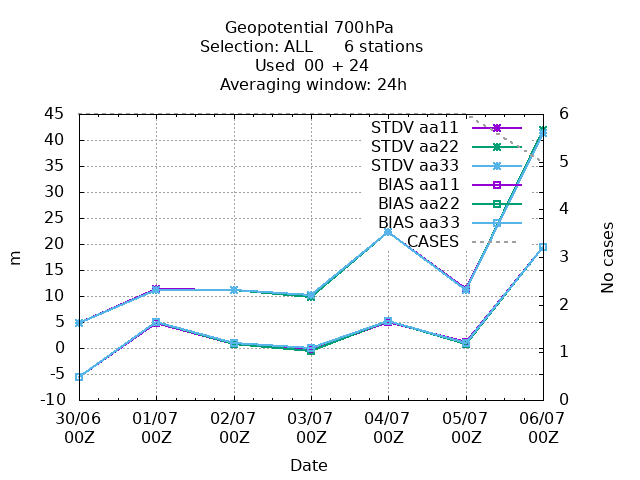 Geopotential 700hPa
Selection: ALL 6 stations
Used 00 + 24
Averaging window: 24h
45 6
40
35 5
30
25 4
20
15 3
10 2
5
0 1
-5
-10 0
STDV aa11
STDV aa22
STDV aa33
BIAS aa11
BIAS aa22
BIAS aa33
CASES
m
No cases
30/06 01/07 02/07 03/07 04/07 05/07 06/07
00Z 00Z 00Z 00Z 00Z 00Z 00Z
Date